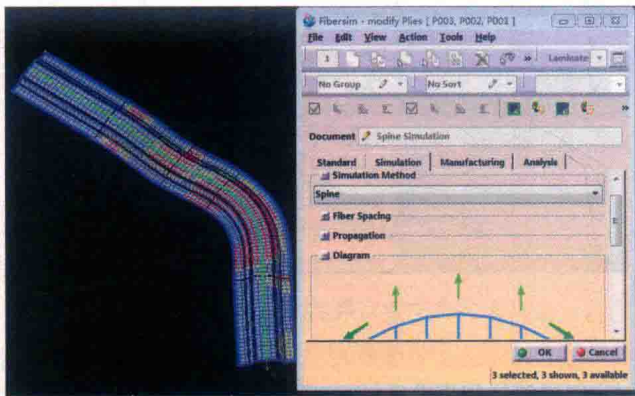 Fibersim - modify Plies [ P003, P002, P001 ]
File Edit View Action Tools Help
1 » Laminate
No Group No Sort
»
Document Spine Simulation
Standard Simulation Manufacturing Analysis
Simulation Method
Spine
Fiber Spacing
Propagation
Diagram
OK Cancel
3 selected, 3 shown, 3 available